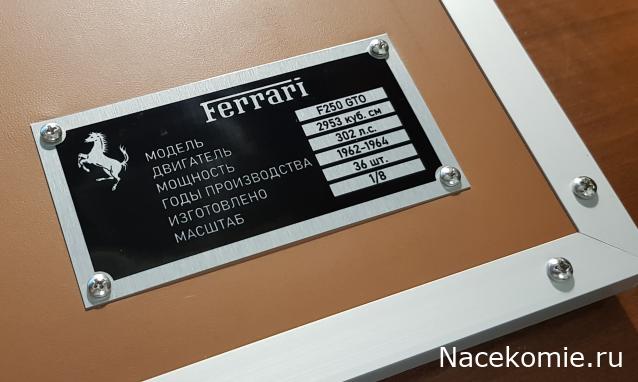 Ferrari
МОДЕЛЬ F250 GTO
ДВИГАТЕЛЬ 2953 куб. см
МОЩНОСТЬ 302 л.с.
ГОДЫ ПРОИЗВОДСТВА 1962-1964
ИЗГОТОВЛЕНО 36 шт.
МАСШТАБ 1/8
Nacekomie.ru